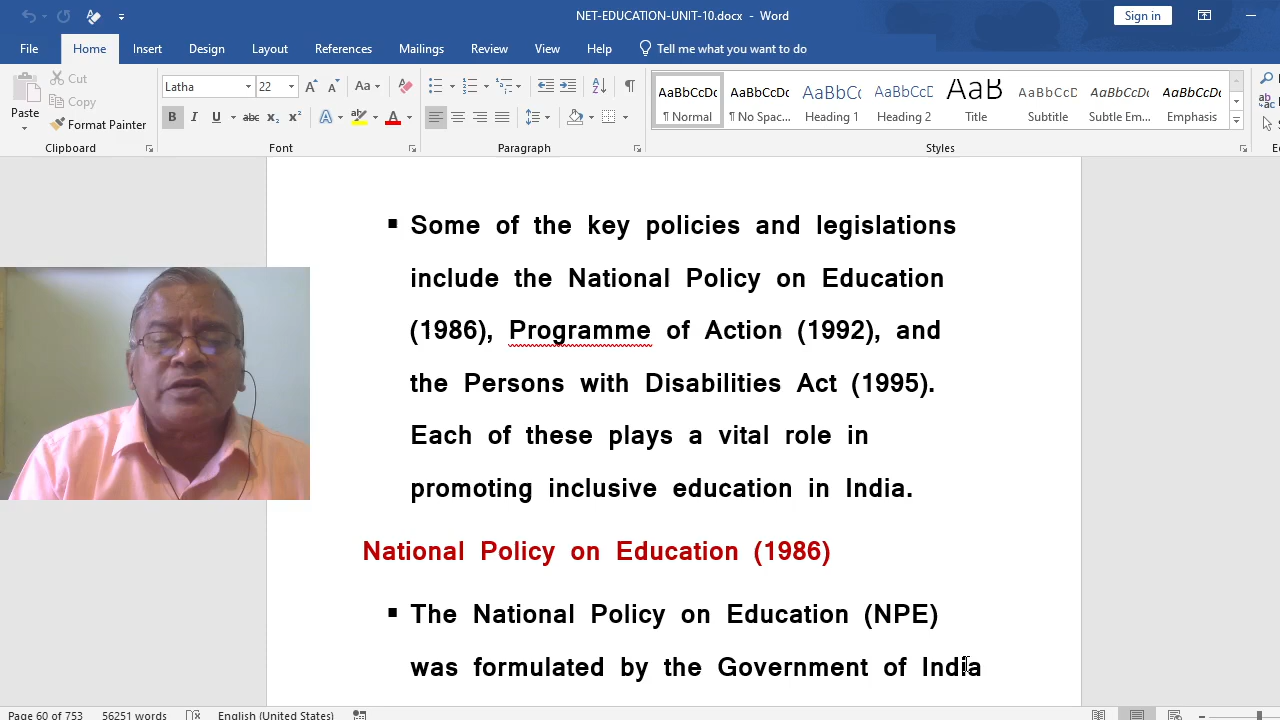 NET-EDUCATION-UNIT-10.docx - Word
Sign in
File Home Insert Design Layout References Mailings Review View Help Tell me what you want to do
Paste
Cut
Copy
Format Painter
Clipboard
Latha 22
Font
Paragraph
AaBbCcDc AaBbCcDc AaBbCc AaBbCcD AaB AaBbCcD AaBbCcDc AaBbCcDc
¶ Normal ¶ No Spac... Heading 1 Heading 2 Title Subtitle Subtle Em... Emphasis
Styles
▪ Some of the key policies and legislations
include the National Policy on Education
(1986), Programme of Action (1992), and
the Persons with Disabilities Act (1995).
Each of these plays a vital role in
promoting inclusive education in India.
National Policy on Education (1986)
▪ The National Policy on Education (NPE)
was formulated by the Government of India
Page 60 of 753 56251 words English (United States)